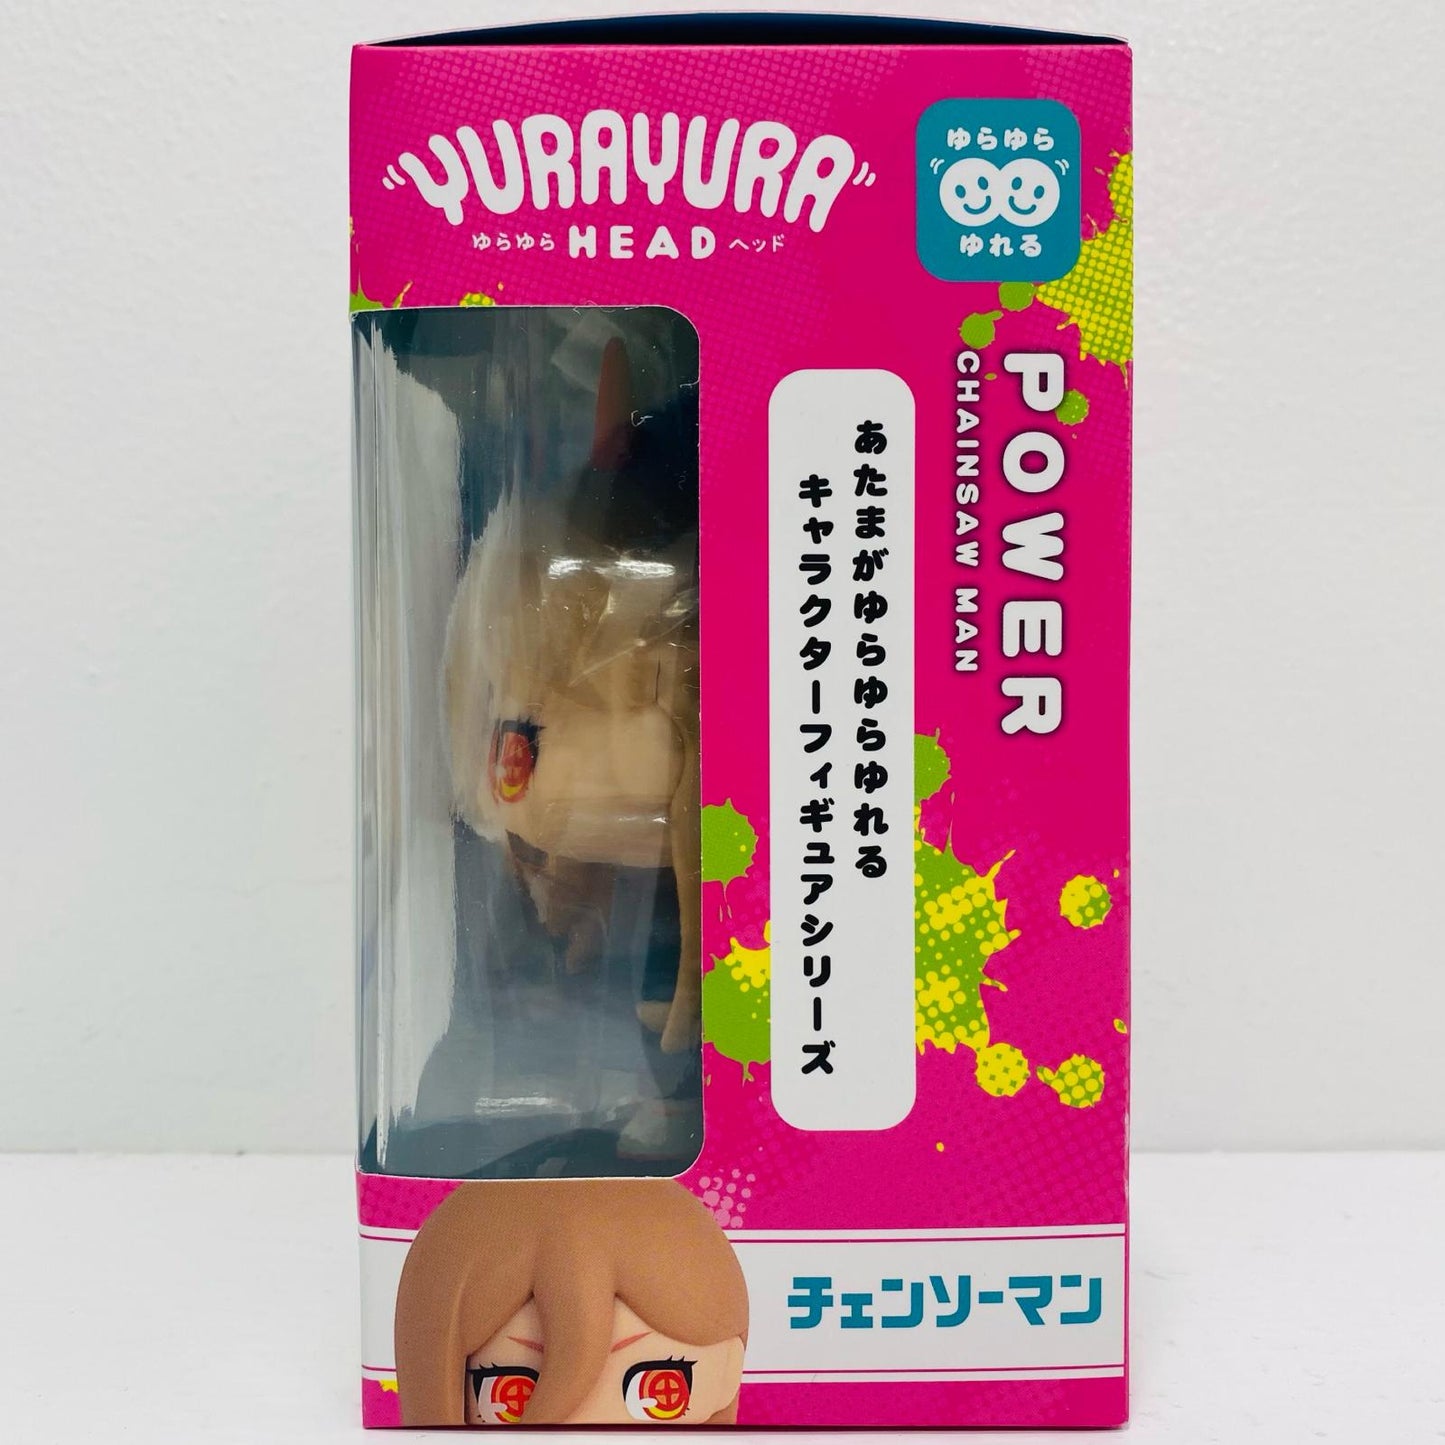 YURAYURA
ゆらゆら HEAD ヘッド
ゆらゆら
ゆれる
POWER
CHAINSAW MAN
あたまがゆらゆらゆれる
キャラクターフィギュアシリーズ
チェンソーマン